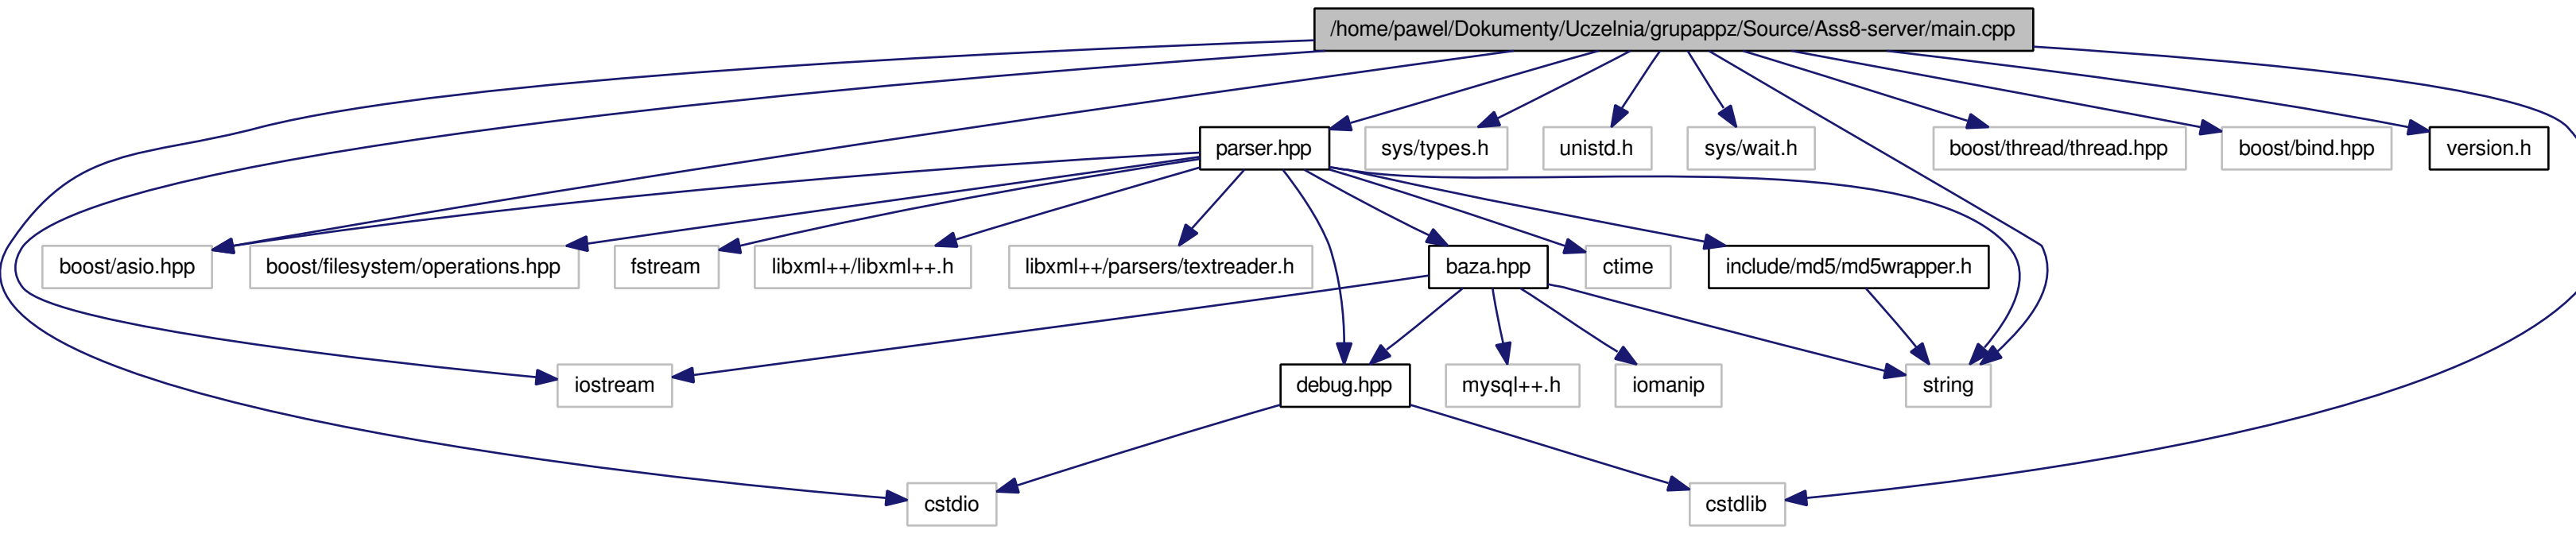 /home/pawel/Dokumenty/Uczelnia/grupappz/Source/Ass8-server/main.cpp
parser.hpp
sys/types.h
unistd.h
sys/wait.h
boost/thread/thread.hpp
boost/bind.hpp
version.h
boost/asio.hpp
boost/filesystem/operations.hpp
fstream
libxml++/libxml++.h
libxml++/parsers/textreader.h
baza.hpp
ctime
include/md5/md5wrapper.h
iostream
debug.hpp
mysql++.h
iomanip
string
cstdio
cstdlib